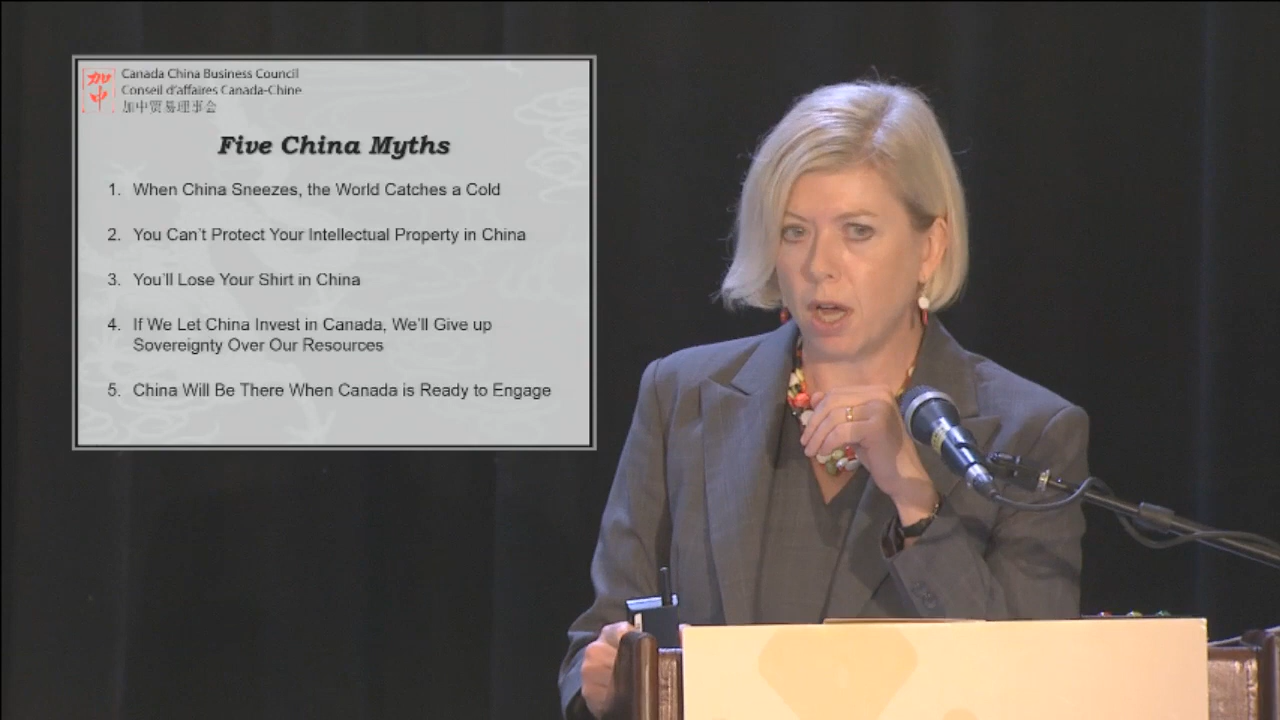 加中
Canada China Business Council
Conseil d'affaires Canada-Chine
加中贸易理事会
Five China Myths
1. When China Sneezes, the World Catches a Cold
2. You Can't Protect Your Intellectual Property in China
3. You'll Lose Your Shirt in China
4. If We Let China Invest in Canada, We'll Give up
Sovereignty Over Our Resources
5. China Will Be There When Canada is Ready to Engage